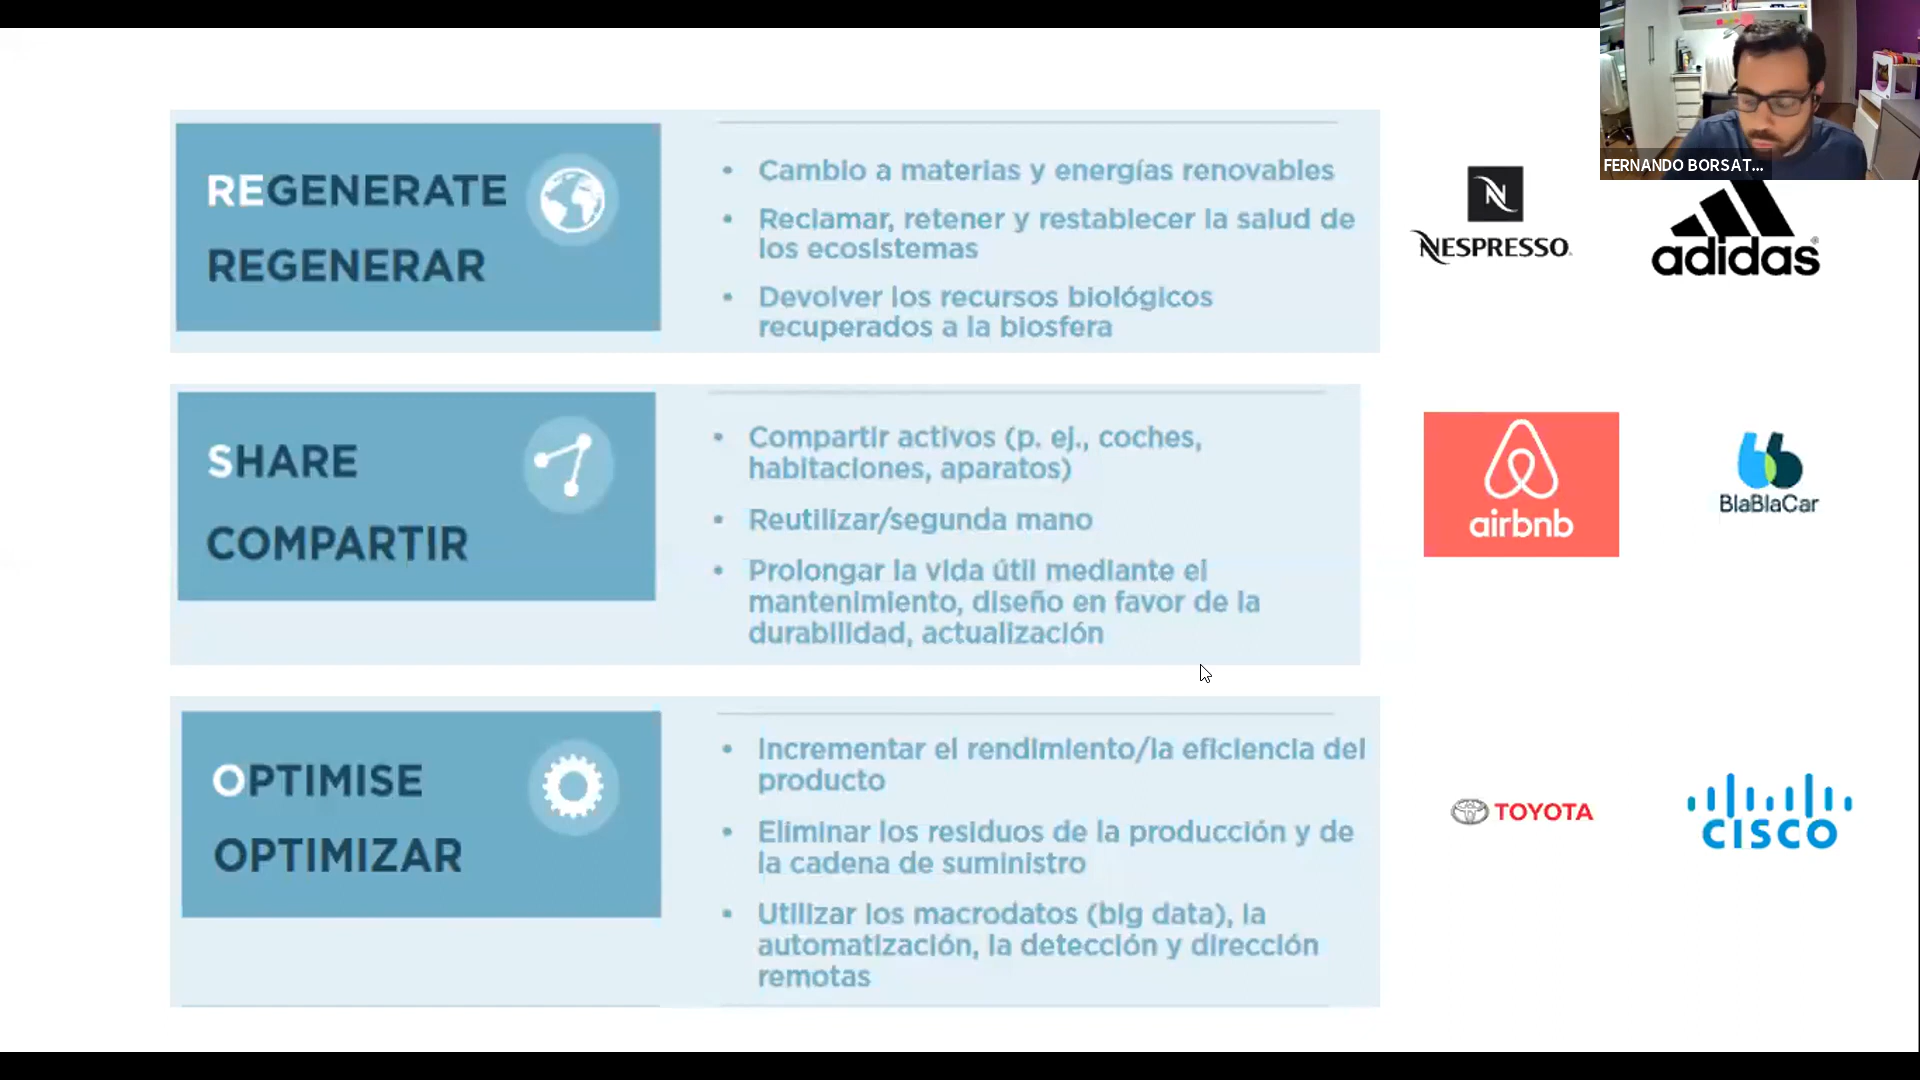 FERNANDO BORSAT...
REGENERATE
REGENERAR
• Cambio a materias y energías renovables
• Reclamar, retener y restablecer la salud de
los ecosistemas
• Devolver los recursos biológicos
recuperados a la biosfera
N
NESPRESSO.
adidas®
SHARE
COMPARTIR
• Compartir activos (p. ej., coches,
habitaciones, aparatos)
• Reutilizar/segunda mano
• Prolongar la vida útil mediante el
mantenimiento, diseño en favor de la
durabilidad, actualización
airbnb
BlaBlaCar
OPTIMISE
OPTIMIZAR
• Incrementar el rendimiento/la eficiencia del
producto
• Eliminar los residuos de la producción y de
la cadena de suministro
• Utilizar los macrodatos (big data), la
automatización, la detección y dirección
remotas
TOYOTA
CISCO